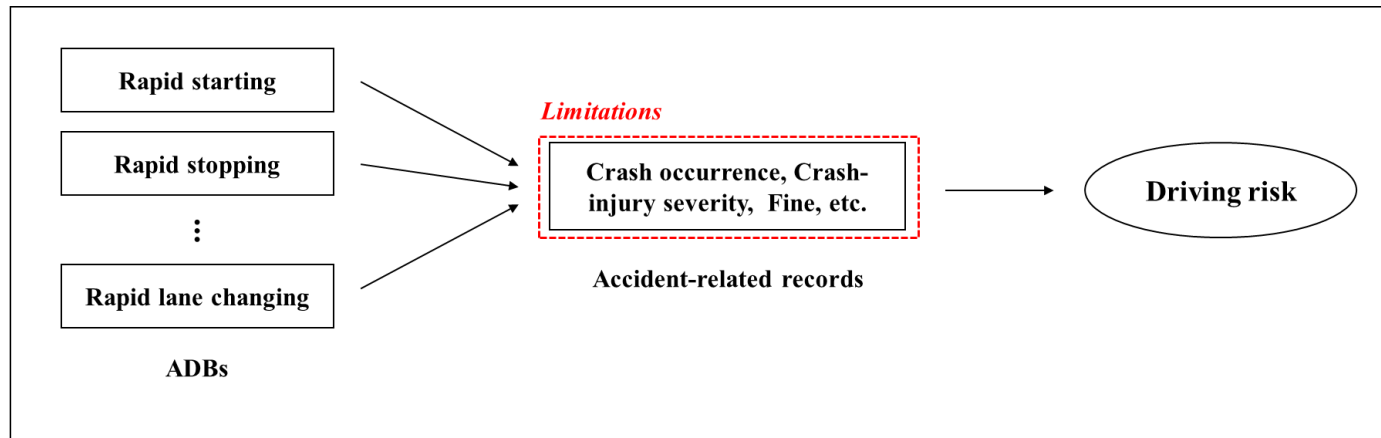 Rapid starting
Rapid stopping
⋮
Rapid lane changing
ADBs
Limitations
Crash occurrence, Crash-
injury severity,  Fine, etc.
Accident-related records
Driving risk